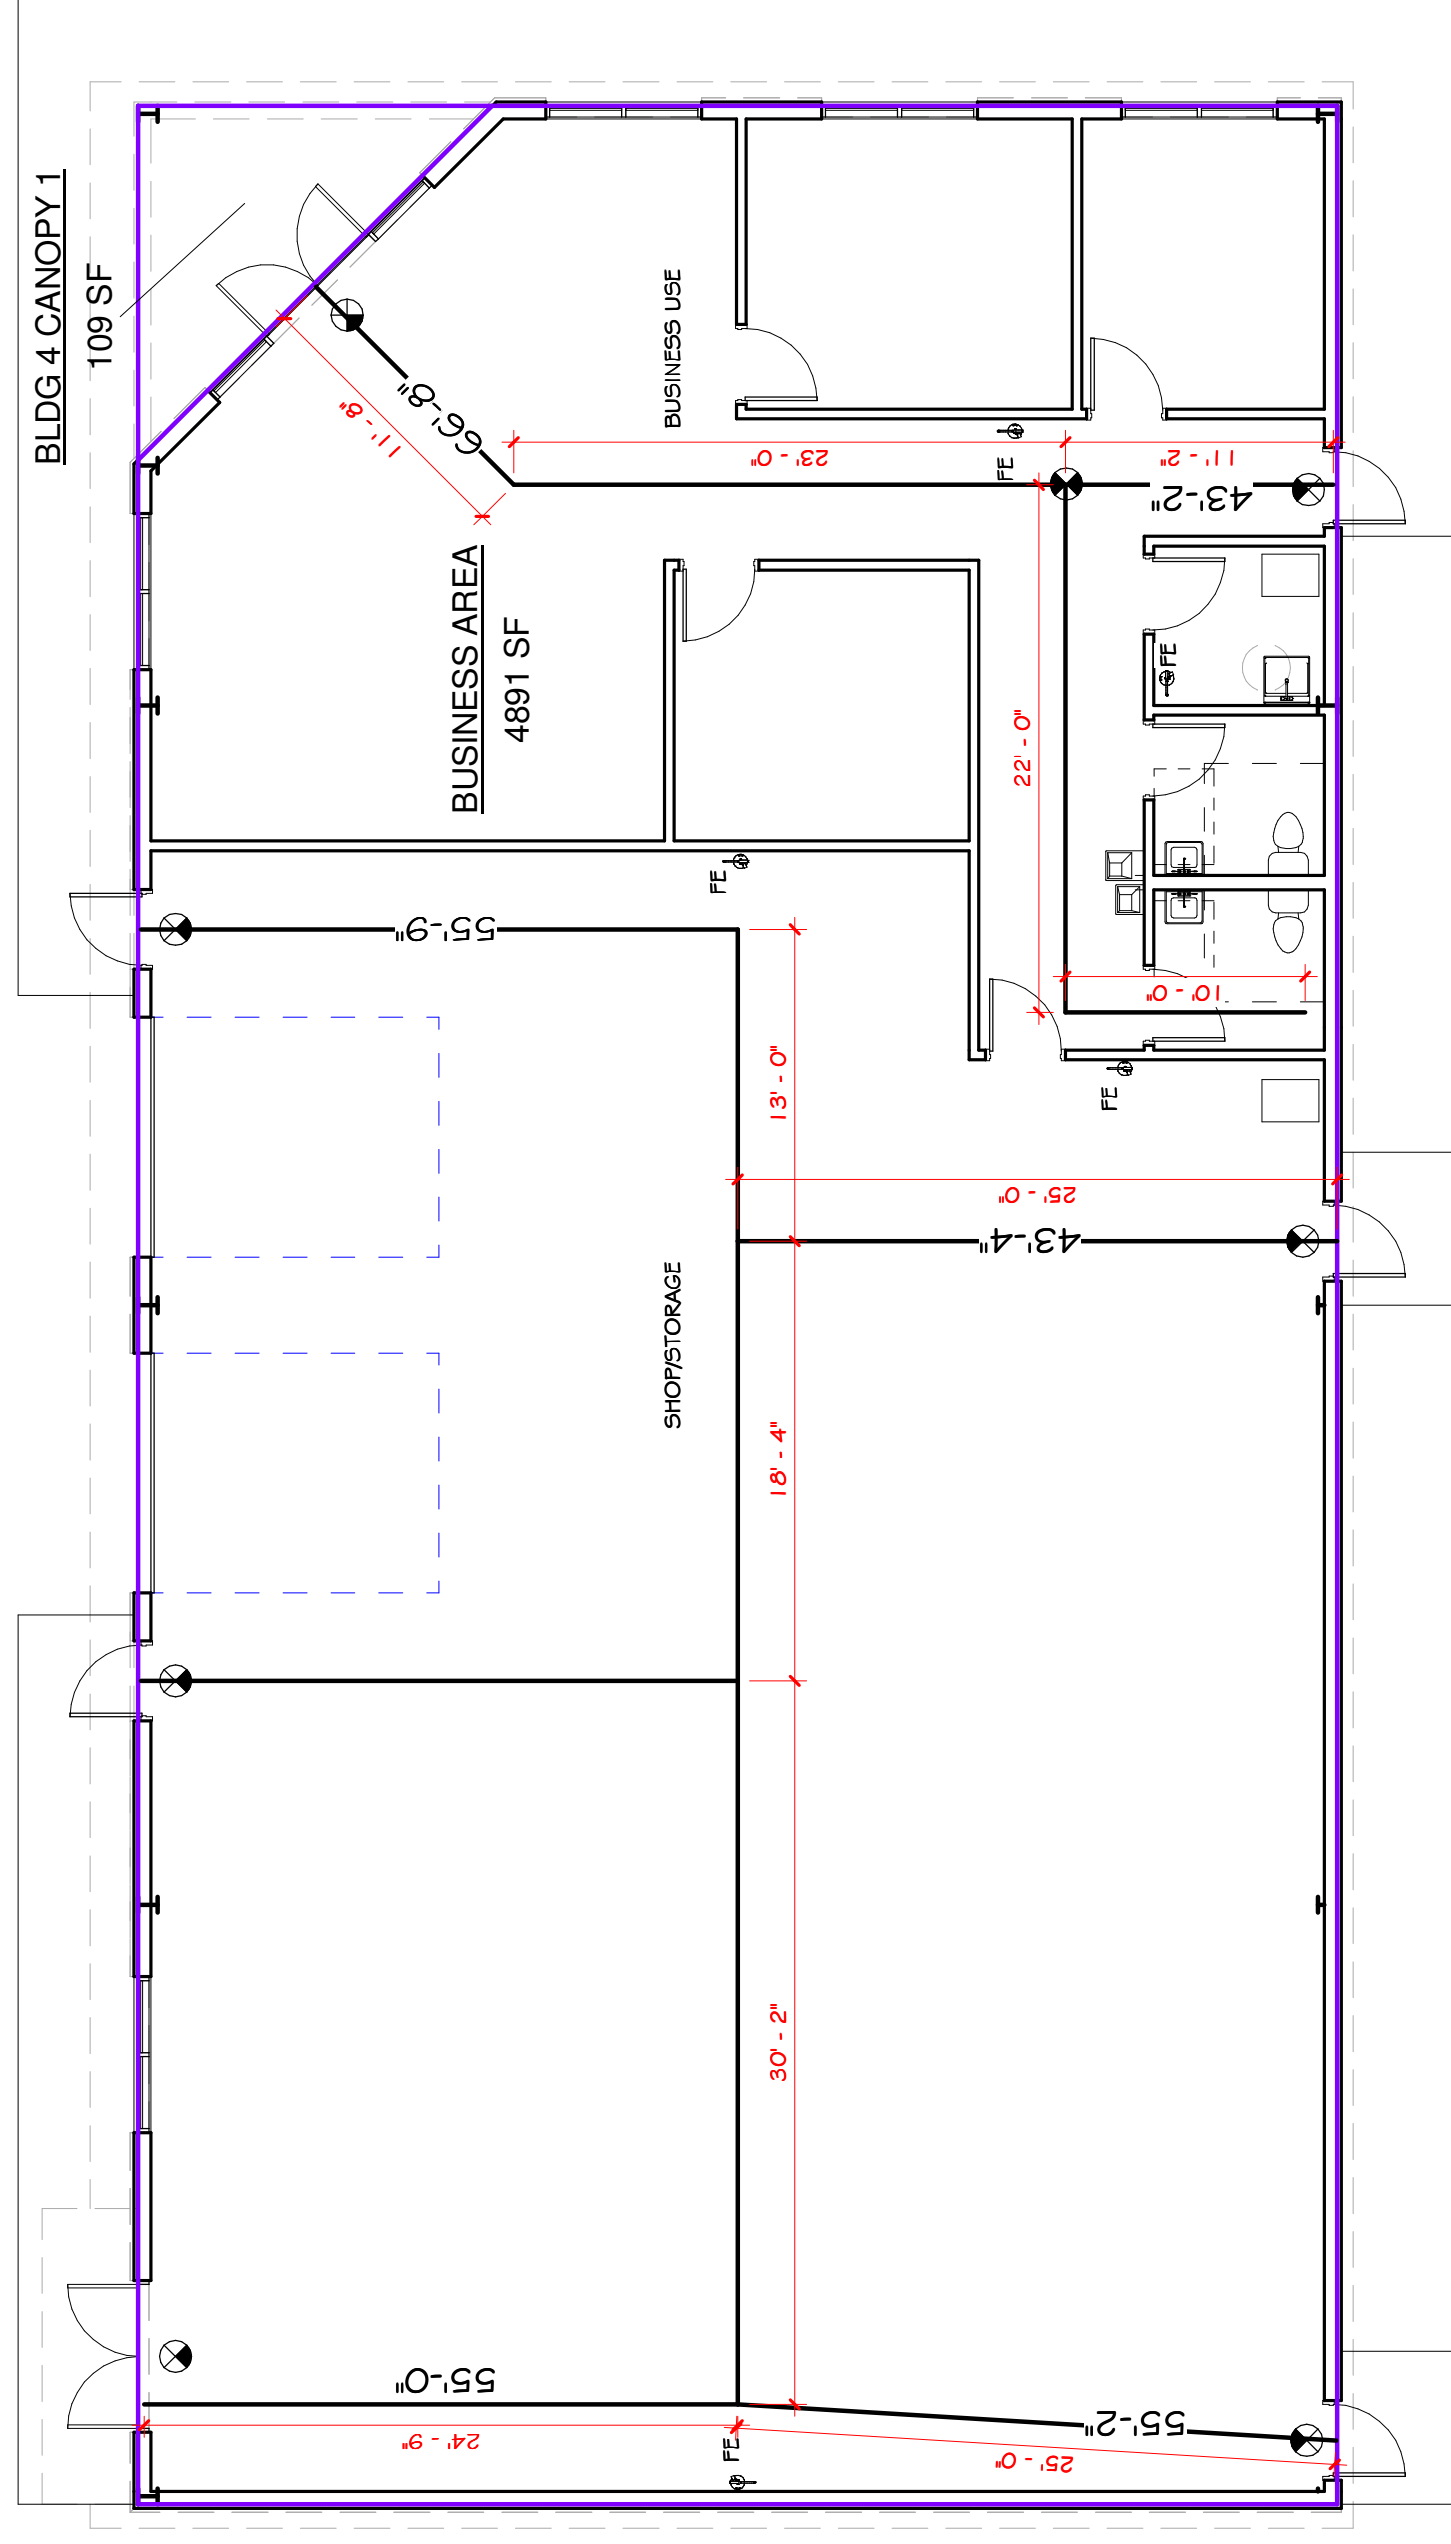 BLDG 4 CANOPY 1
109 SF
11' - 8"
66'-8"
BUSINESS USE
23' - 0"
FE
11' - 2"
43'-2"
BUSINESS AREA
4891 SF
22' - 0"
FE
FE
55'-9"
10' - 0"
13' - 0"
FE
25' - 0"
43'-4"
SHOP/STORAGE
18' - 4"
30' - 2"
55'-0"
24' - 9"
FE
55'-2"
25' - 0"